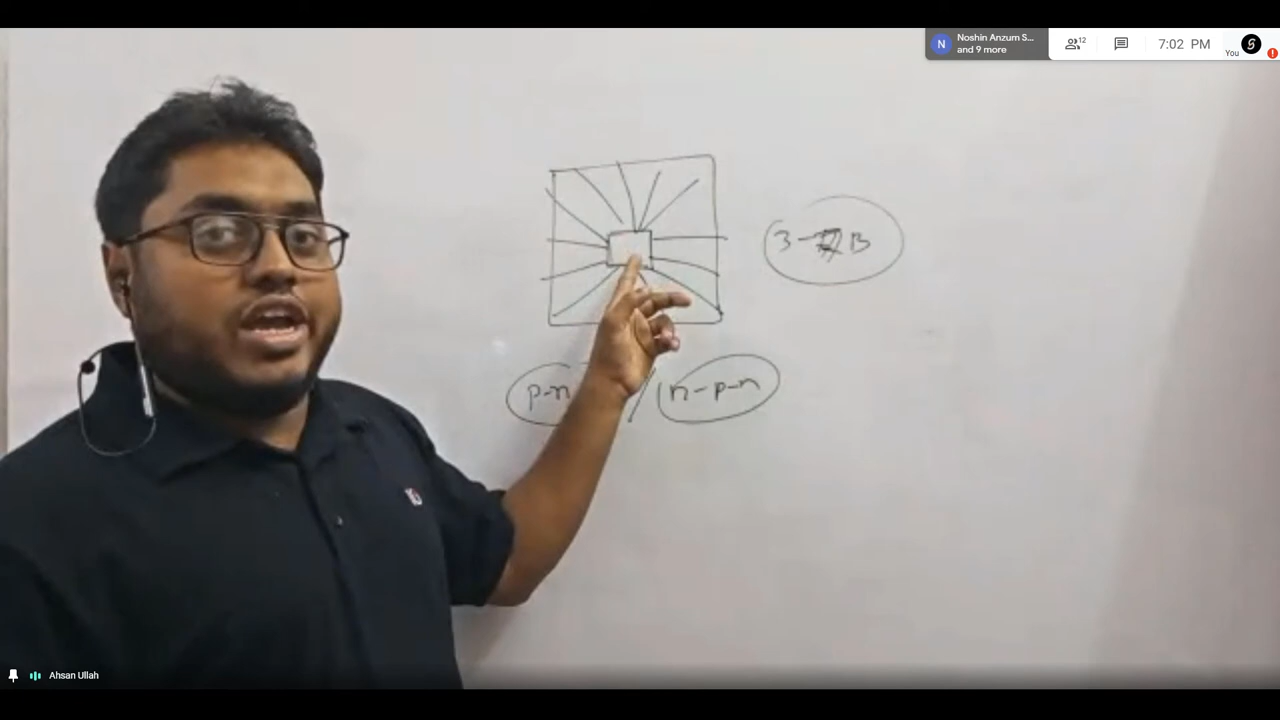 Noshin Anzum S...
and 9 more
12
7:02 PM
You
N
3-B
p-n
/ n-p-n
Ahsan Ullah